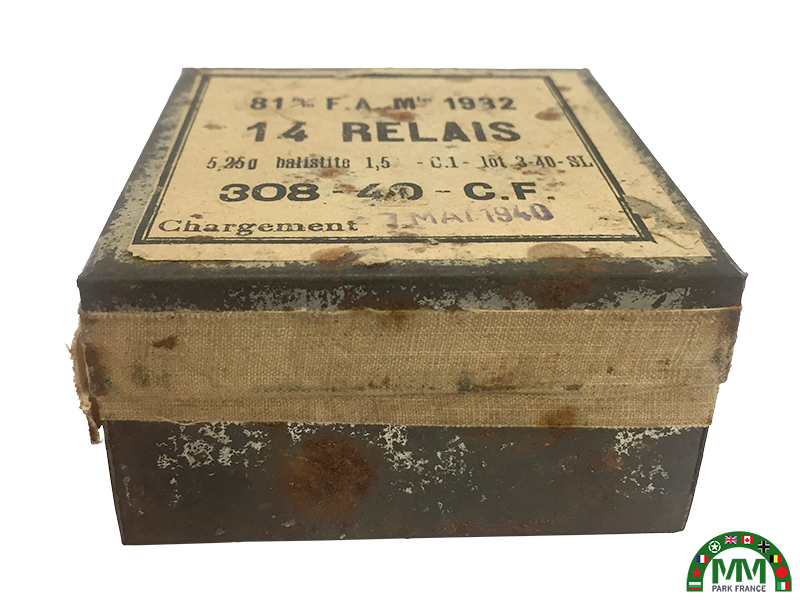 81 m/m F.A. Mle 1932
14 RELAIS
5,25g balistite 1,5 - C.1 - lot 3-40-SL
308-40-C.F.
Chargement 7 MAI 1940
MM
PARK FRANCE